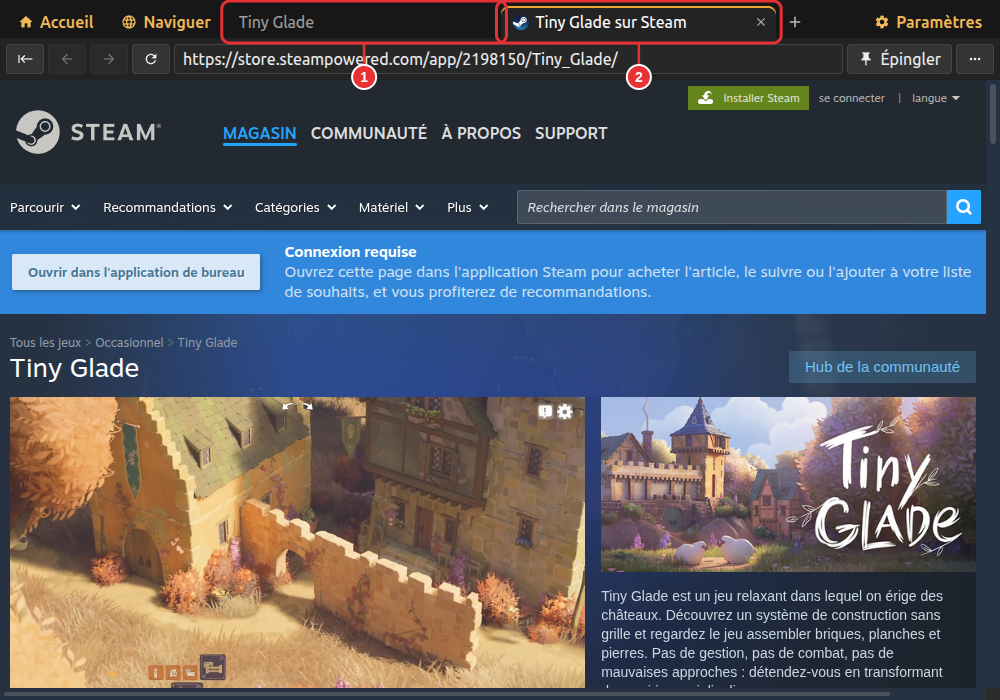 Accueil
Naviguer
Tiny Glade
Tiny Glade sur Steam
Paramètres
https://store.steampowered.com/app/2198150/Tiny_Glade/
Épingler
1
2
Installer Steam
se connecter | langue
STEAM®
MAGASIN COMMUNAUTÉ À PROPOS SUPPORT
Parcourir Recommandations Catégories Matériel Plus
Rechercher dans le magasin
Ouvrir dans l'application de bureau
Connexion requise
Ouvrez cette page dans l'application Steam pour acheter l'article, le suivre ou l'ajouter à votre liste
de souhaits, et vous profiterez de recommandations.
Tous les jeux > Occasionnel > Tiny Glade
Tiny Glade
Hub de la communauté
Tiny
GLADE
Tiny Glade est un jeu relaxant dans lequel on érige des
châteaux. Découvrez un système de construction sans
grille et regardez le jeu assembler briques, planches et
pierres. Pas de gestion, pas de combat, pas de
mauvaises approches : détendez-vous en transformant